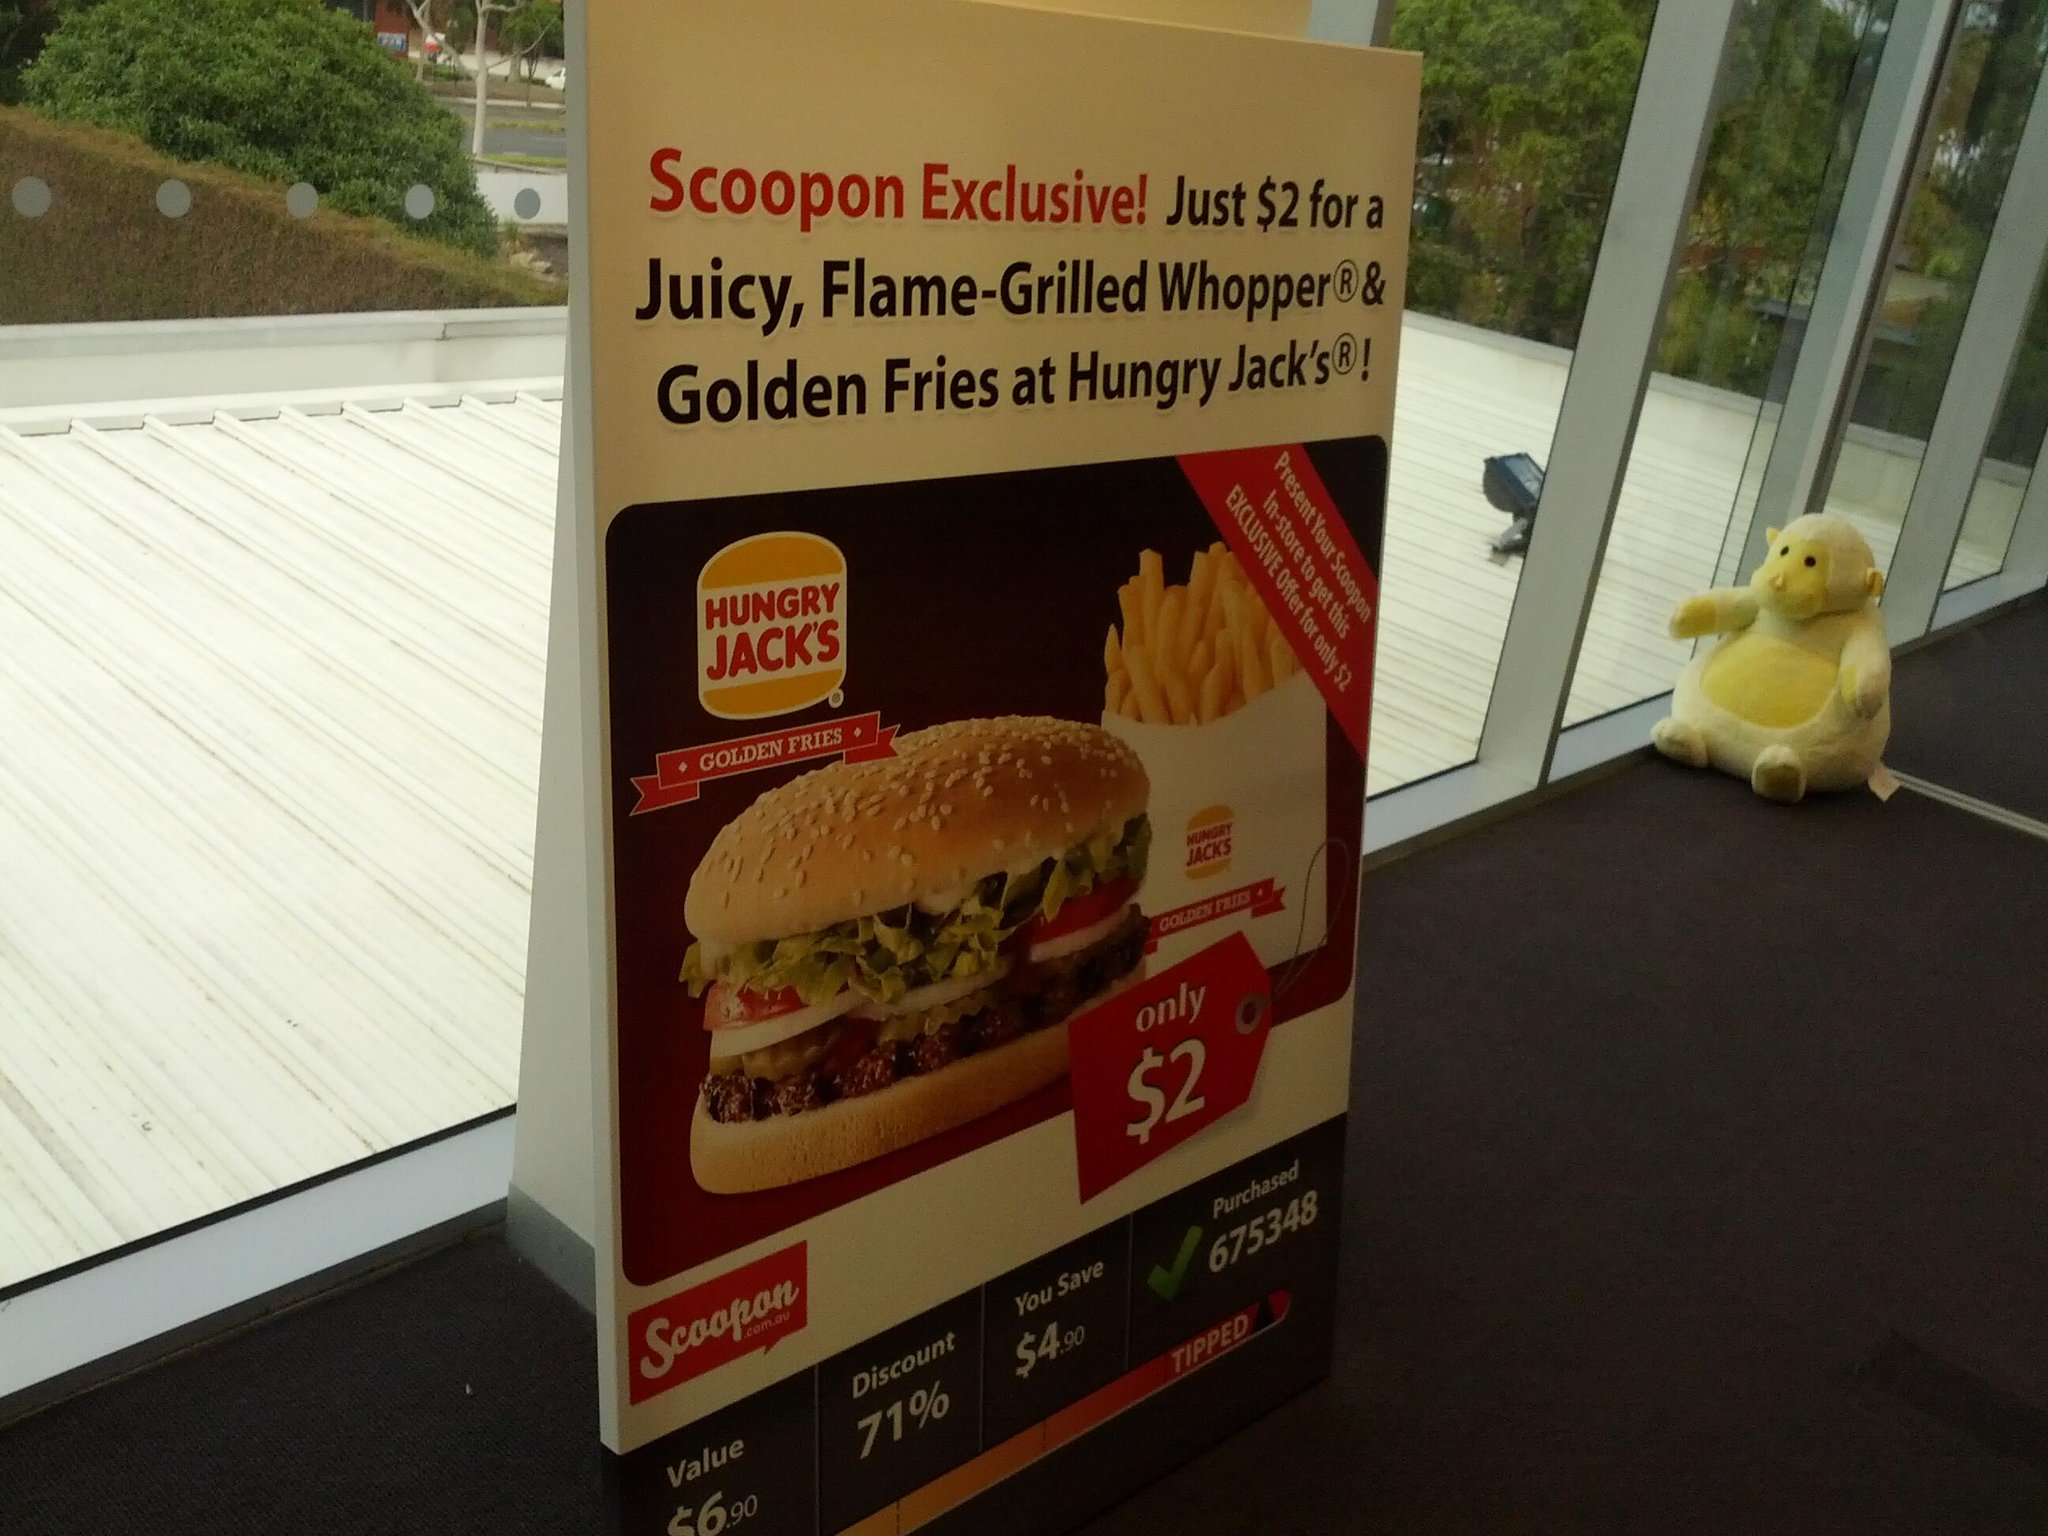 Scoopon Exclusive! Just $2 for a
Juicy, Flame-Grilled Whopper®&
Golden Fries at Hungry Jack's®!
Present Your Scoopon
In-store to get this
EXCLUSIVE Offer for only $2
HUNGRY
JACK'S
®
GOLDEN FRIES
HUNGRY
JACK'S
GOLDEN FRIES
only
$2
Scoopon
.com.au
Value
$6.90
Discount
71%
You Save
$4.90
Purchased
675348
TIPPED